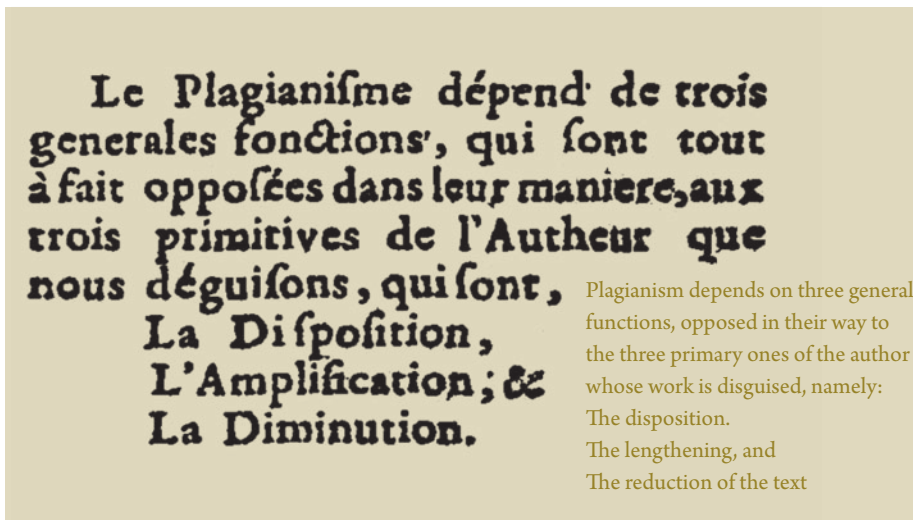 Le Plagianiſme dépend de trois
generales fonctions, qui ſont tout
à fait oppoſées dans leur maniere, aux
trois primitives de l'Autheur que
nous déguiſons, qui ſont,
La Diſpoſition,
L'Amplification; &
La Diminution.
Plagianism depends on three general
functions, opposed in their way to
the three primary ones of the author
whose work is disguised, namely:
The disposition.
The lengthening, and
The reduction of the text